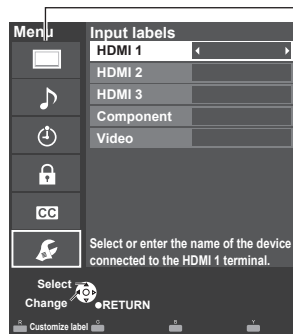 Menu
Input labels
HDMI 1
HDMI 2
HDMI 3
Component
Video
CC
Select or enter the name of the device
connected to the HDMI 1 terminal.
Select
Change
RETURN
R
Customize label
G
B
Y